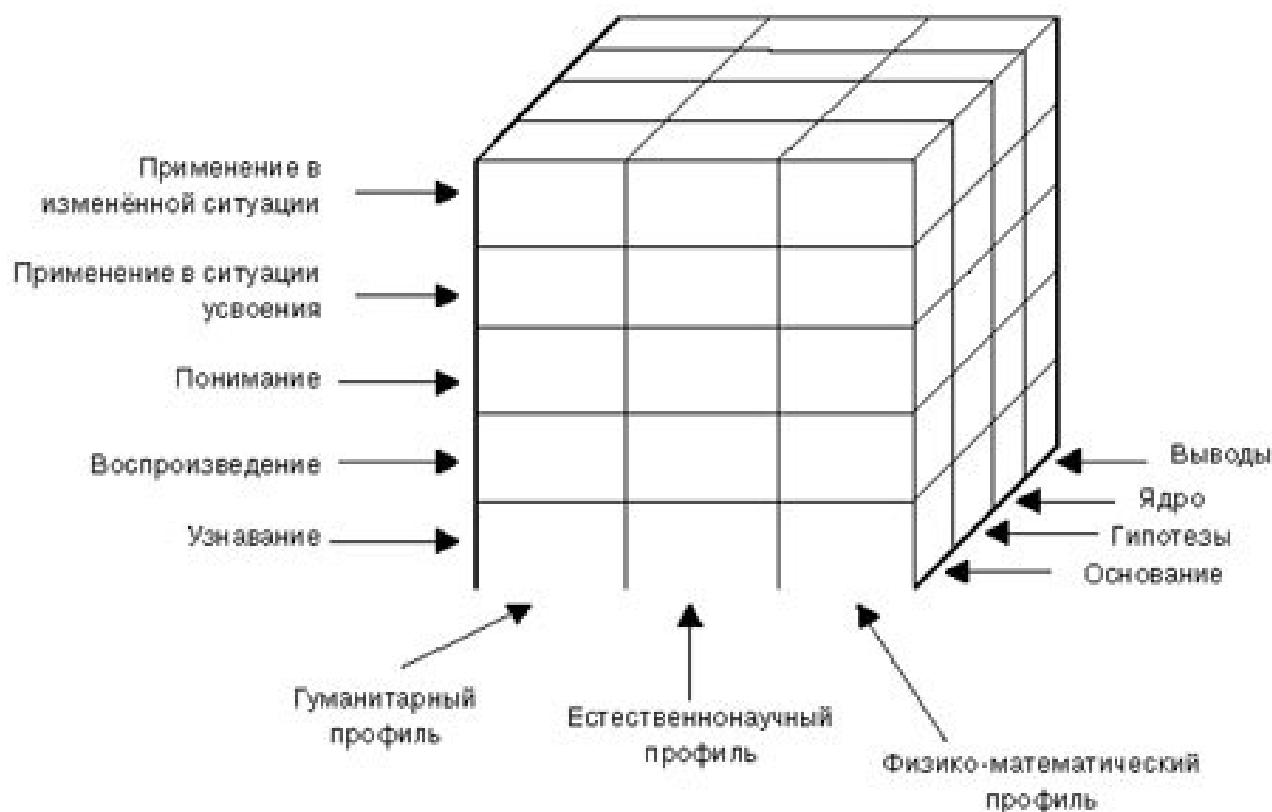 Применение в
изменённой ситуации
Применение в ситуации
усвоения
Понимание
Воспроизведение
Узнавание
Выводы
Ядро
Гипотезы
Основание
Гуманитарный
профиль
Естественнонаучный
профиль
Физико-математический
профиль